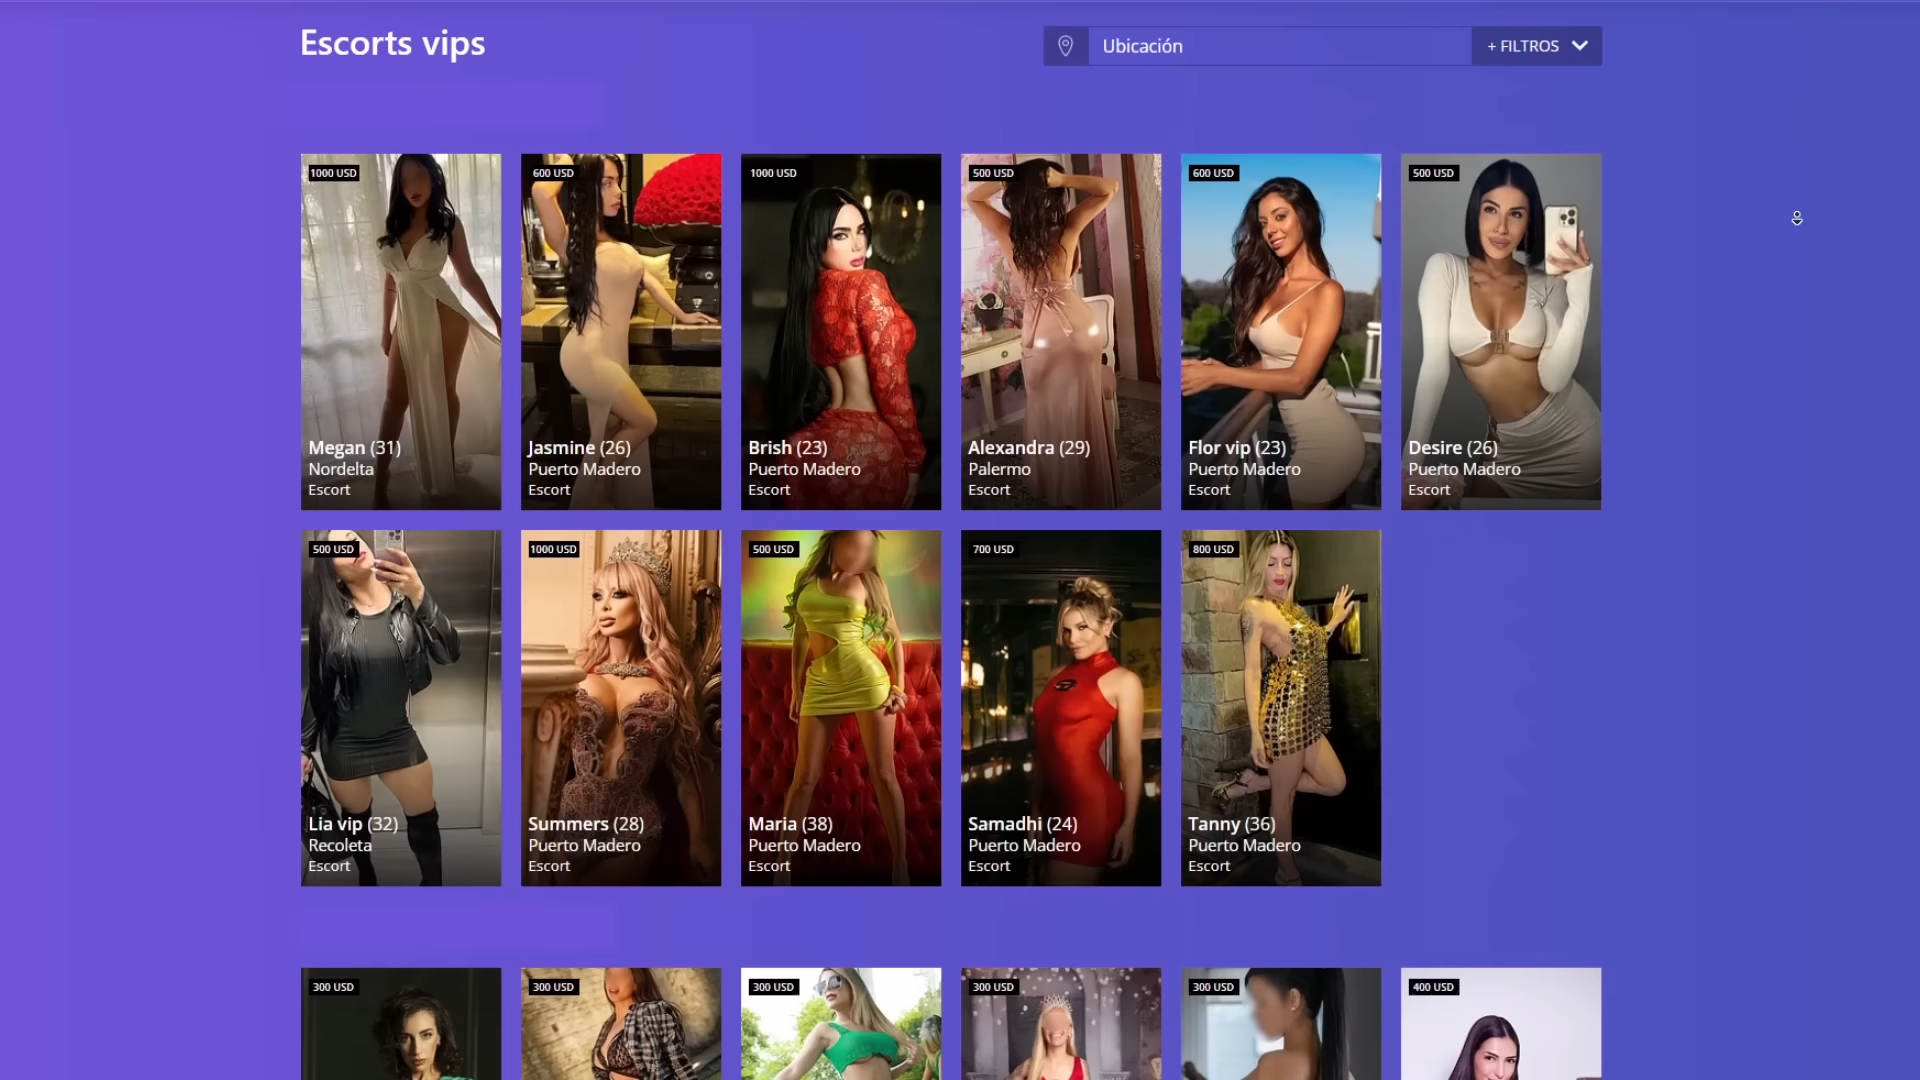 Escorts vips
Ubicación
+ FILTROS
1000 USD
Megan (31)
Nordelta
Escort
600 USD
Jasmine (26)
Puerto Madero
Escort
1000 USD
Brish (23)
Puerto Madero
Escort
500 USD
Alexandra (29)
Palermo
Escort
600 USD
Flor vip (23)
Puerto Madero
Escort
500 USD
Desire (26)
Puerto Madero
Escort
500 USD
Lia vip (32)
Recoleta
Escort
1000 USD
Summers (28)
Puerto Madero
Escort
500 USD
Maria (38)
Puerto Madero
Escort
700 USD
Samadhi (24)
Puerto Madero
Escort
800 USD
Tanny (36)
Puerto Madero
Escort
300 USD
300 USD
300 USD
300 USD
300 USD
400 USD